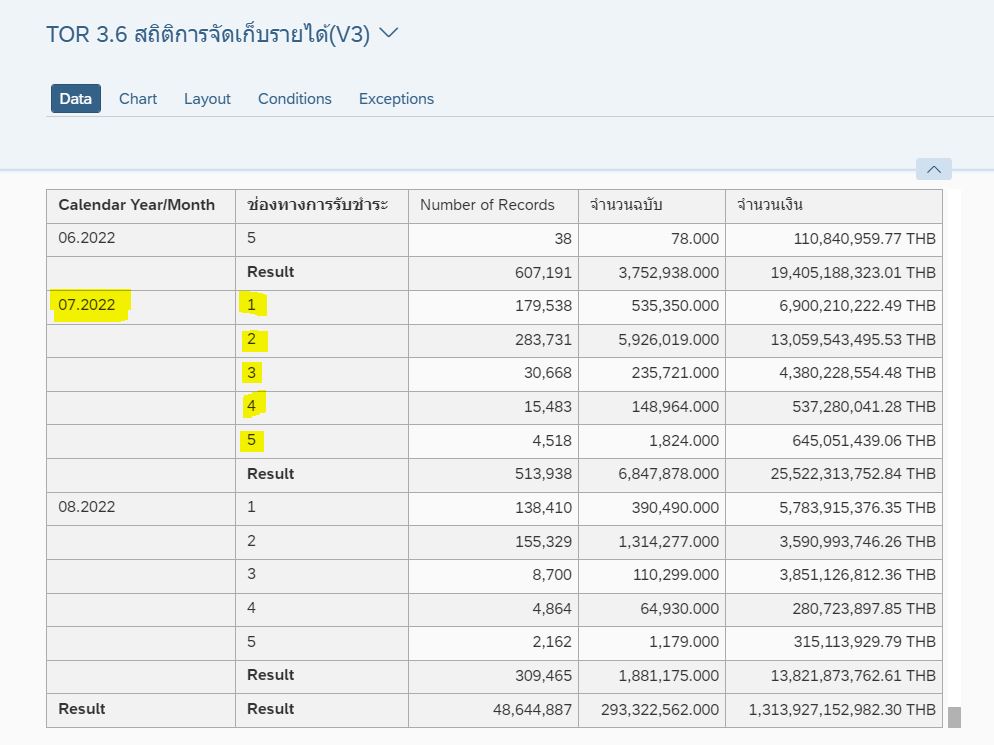 TOR 3.6 สถิติการจัดเก็บรายได้(V3)
Data Chart Layout Conditions Exceptions
Calendar Year/Month ช่องทางการรับชำระ Number of Records จำนวนฉบับ จำนวนเงิน
06.2022 5 38 78.000 110,840,959.77 THB
Result 607,191 3,752,938.000 19,405,188,323.01 THB
07.2022 1 179,538 535,350.000 6,900,210,222.49 THB
2 283,731 5,926,019.000 13,059,543,495.53 THB
3 30,668 235,721.000 4,380,228,554.48 THB
4 15,483 148,964.000 537,280,041.28 THB
5 4,518 1,824.000 645,051,439.06 THB
Result 513,938 6,847,878.000 25,522,313,752.84 THB
08.2022 1 138,410 390,490.000 5,783,915,376.35 THB
2 155,329 1,314,277.000 3,590,993,746.26 THB
3 8,700 110,299.000 3,851,126,812.36 THB
4 4,864 64,930.000 280,723,897.85 THB
5 2,162 1,179.000 315,113,929.79 THB
Result 309,465 1,881,175.000 13,821,873,762.61 THB
Result Result 48,644,887 293,322,562.000 1,313,927,152,982.30 THB